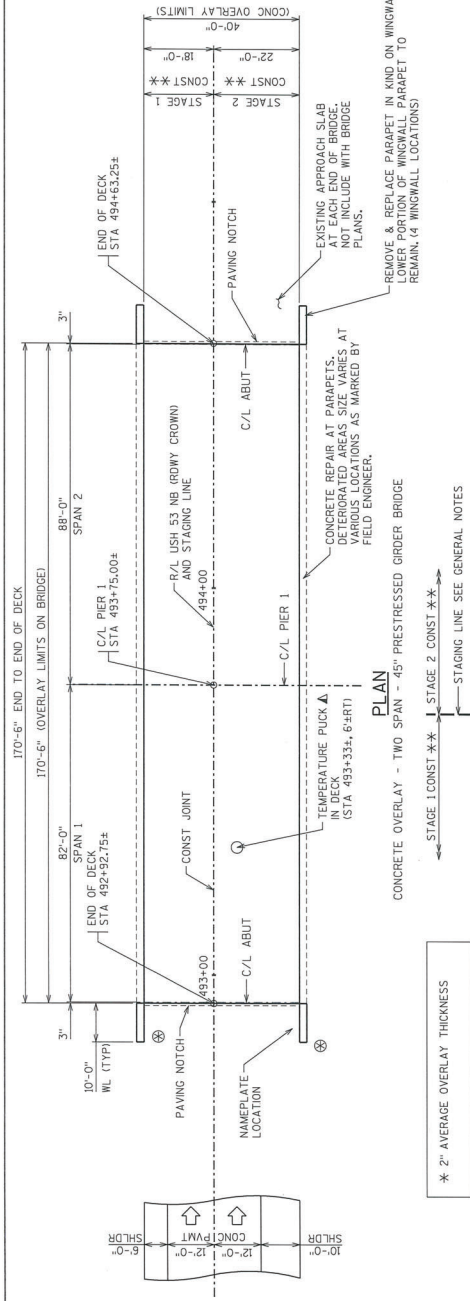 170'-6" END TO END OF DECK
170'-6" (OVERLAY LIMITS ON BRIDGE)
3"
82'-0"
SPAN 1
88'-0"
SPAN 2
3"
10'-0"
WL (TYP)
END OF DECK
STA 492+92.75±
C/L PIER 1
STA 493+75.00±
END OF DECK
STA 494+63.25±
40'-0"
(CONC OVERLAY LIMITS)
18'-0"
22'-0"
STAGE 1
CONST **
STAGE 2
CONST **
6'-0"
SHLDR
12'-0"
12'-0"
CONC PVMT
10'-0"
SHLDR
PAVING NOTCH
493+00
CONST JOINT
R/L USH 53 NB (RDWY CROWN)
AND STAGING LINE
494+00
C/L ABUT
NAMEPLATE
LOCATION
TEMPERATURE PUCK
IN DECK
(STA 493+33±, 6'±RT)
C/L PIER 1
C/L ABUT
PAVING NOTCH
CONCRETE REPAIR AT PARAPETS.
DETERIORATED AREAS SIZE VARIES AT
VARIOUS LOCATIONS AS MARKED BY
FIELD ENGINEER.
EXISTING APPROACH SLAB
AT EACH END OF BRIDGE.
NOT INCLUDE WITH BRIDGE
PLANS.
REMOVE & REPLACE PARAPET IN KIND ON WINGWA
LOWER PORTION OF WINGWALL PARAPET TO
REMAIN. (4 WINGWALL LOCATIONS)
PLAN
CONCRETE OVERLAY - TWO SPAN - 45" PRESTRESSED GIRDER BRIDGE
STAGE 1 CONST **
STAGE 2 CONST **
STAGING LINE SEE GENERAL NOTES
* 2" AVERAGE OVERLAY THICKNESS